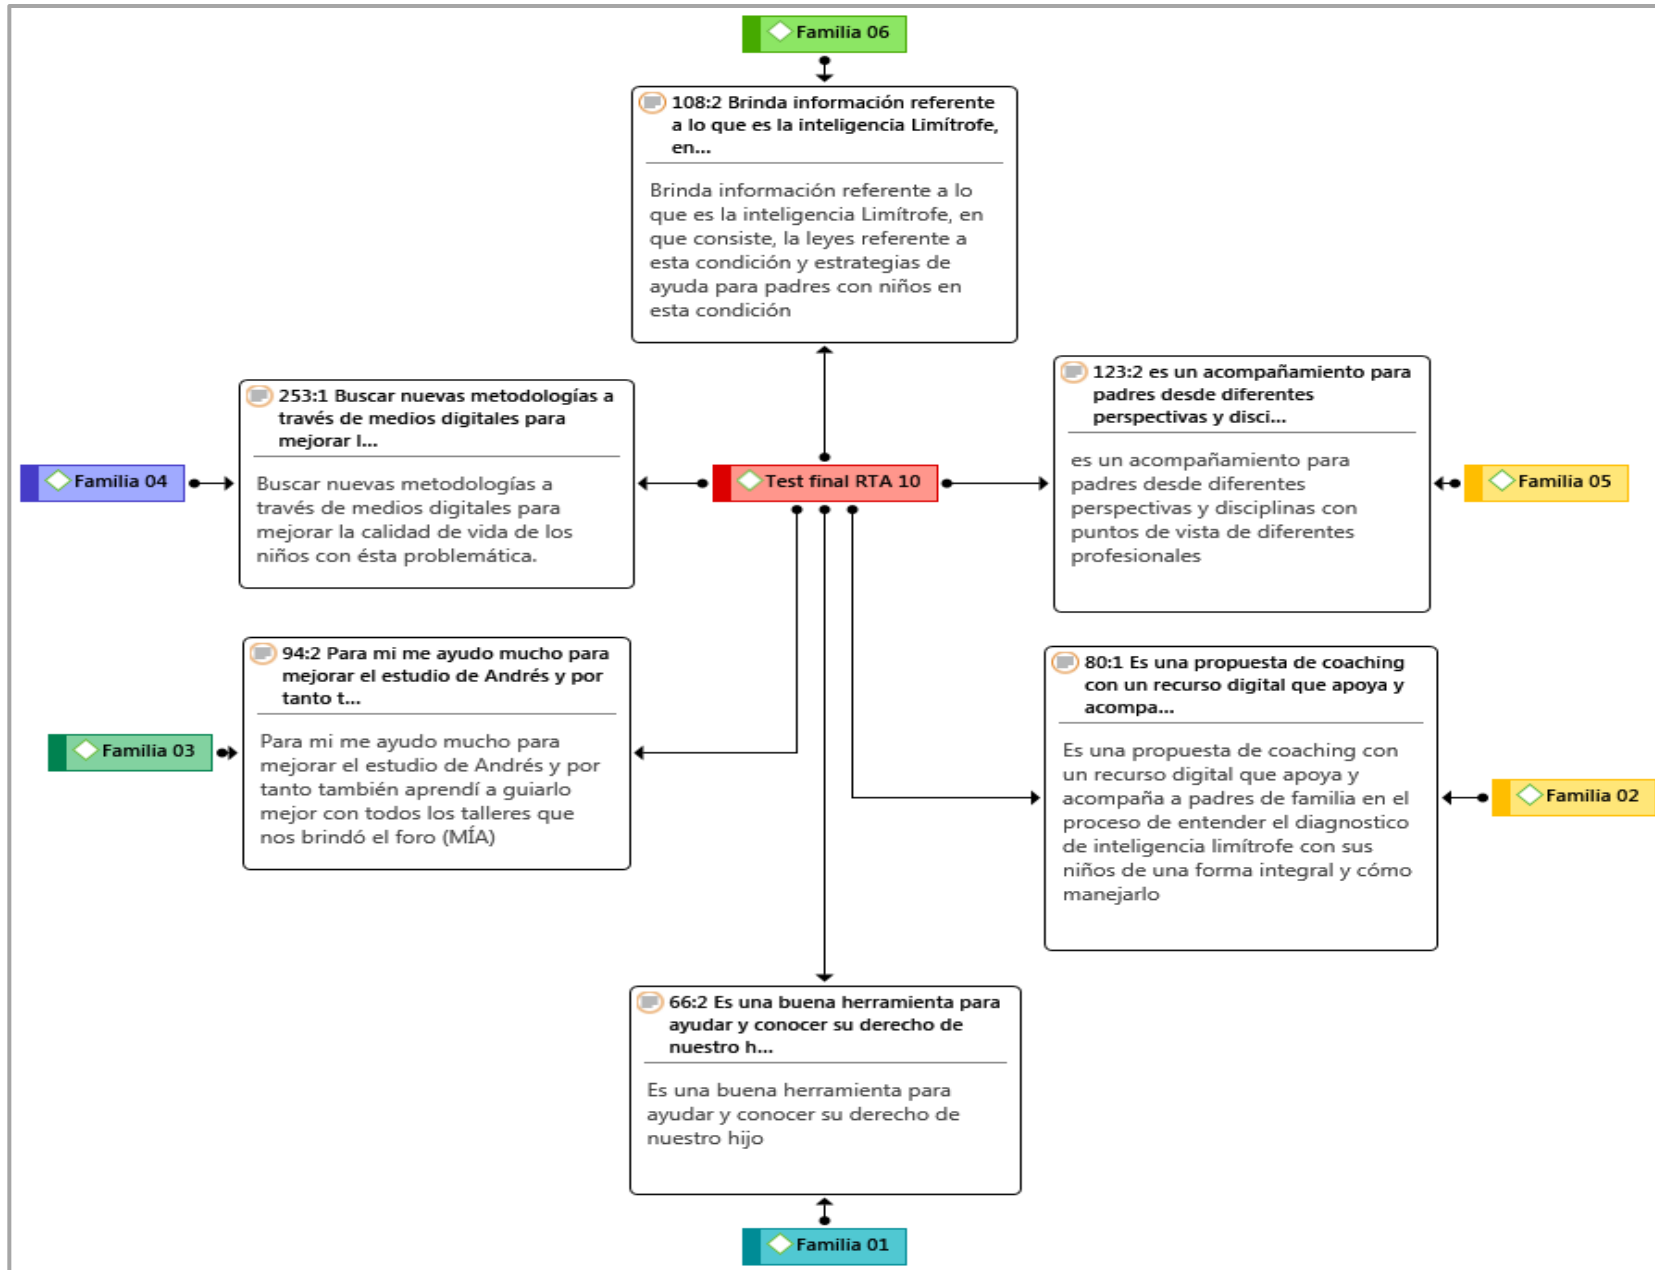 Familia 06
108:2 Brinda información referente
a lo que es la inteligencia Limítrofe,
en...
Brinda información referente a lo
que es la inteligencia Limítrofe, en
que consiste, la leyes referente a
esta condición y estrategias de
ayuda para padres con niños en
esta condición
253:1 Buscar nuevas metodologías a
través de medios digitales para
mejorar l...
Buscar nuevas metodologías a
través de medios digitales para
mejorar la calidad de vida de los
niños con ésta problemática.
Familia 04
Test final RTA 10
123:2 es un acompañamiento para
padres desde diferentes
perspectivas y disci...
es un acompañamiento para
padres desde diferentes
perspectivas y disciplinas con
puntos de vista de diferentes
profesionales
Familia 05
94:2 Para mi me ayudo mucho para
mejorar el estudio de Andrés y por
tanto t...
Para mi me ayudo mucho para
mejorar el estudio de Andrés y por
tanto también aprendí a guiarlo
mejor con todos los talleres que
nos brindó el foro (MÍA)
Familia 03
80:1 Es una propuesta de coaching
con un recurso digital que apoya y
acompa...
Es una propuesta de coaching con
un recurso digital que apoya y
acompaña a padres de familia en el
proceso de entender el diagnostico
de inteligencia limítrofe con sus
niños de una forma integral y cómo
manejarlo
Familia 02
66:2 Es una buena herramienta para
ayudar y conocer su derecho de
nuestro h...
Es una buena herramienta para
ayudar y conocer su derecho de
nuestro hijo
Familia 01